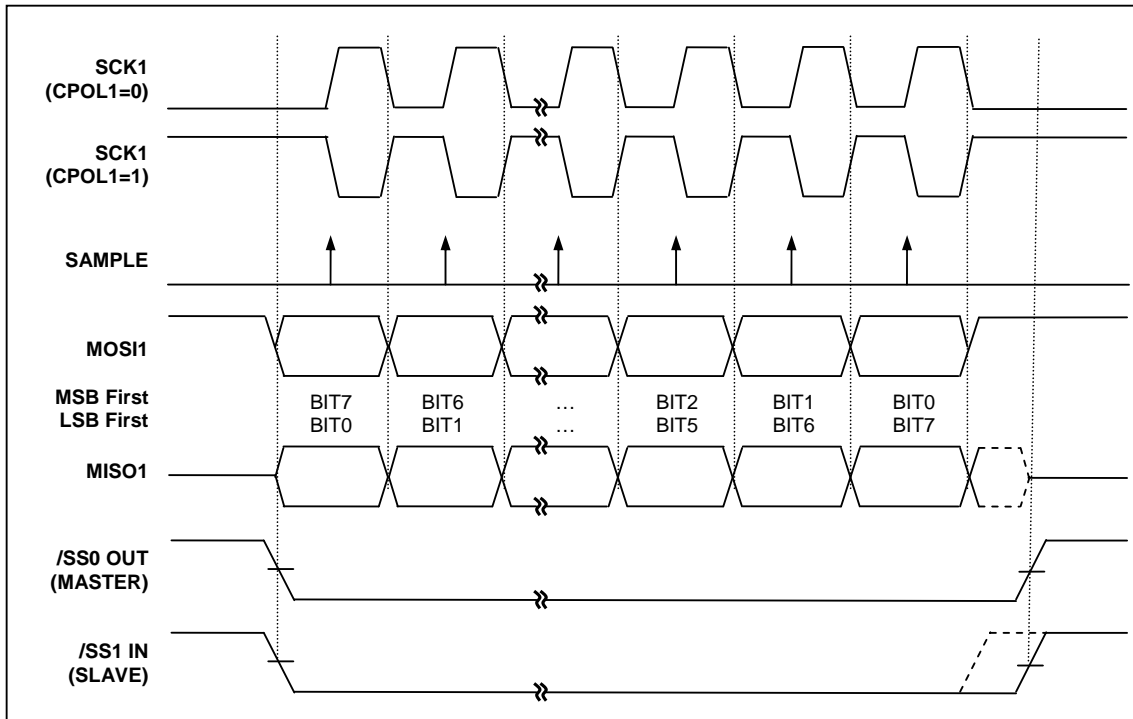 SCK1
(CPOL1=0)
SCK1
(CPOL1=1)
SAMPLE
MOSI1
MSB First BIT7 BIT6 … BIT2 BIT1 BIT0
LSB First BIT0 BIT1 … BIT5 BIT6 BIT7
MISO1
/SS0 OUT
(MASTER)
/SS1 IN
(SLAVE)